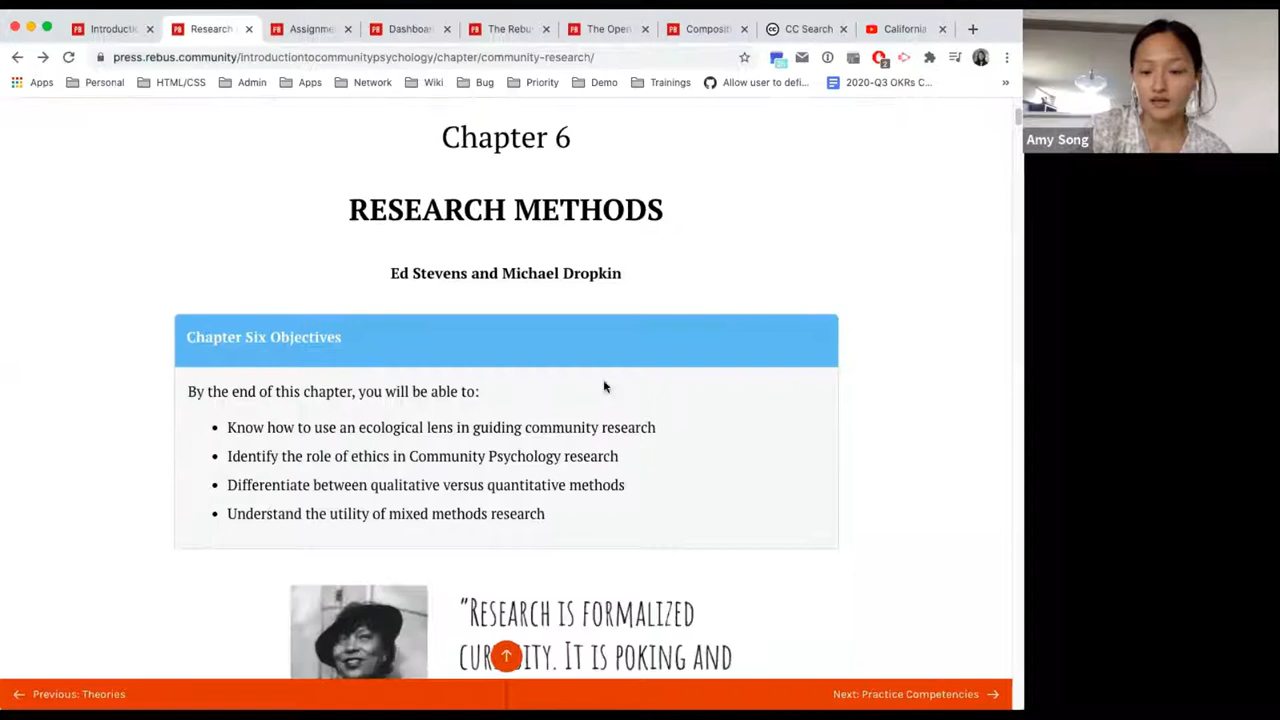 Introducti
Research
Assignme
Dashboar
The Rebu
The Open
Composit
CC Search
California
press.rebus.community/introductiontocommunitypsychology/chapter/community-research/
Apps
Personal
HTML/CSS
Admin
Apps
Network
Wiki
Bug
Priority
Demo
Trainings
Allow user to defi...
2020-Q3 OKRs C...
»
Amy Song
Chapter 6
RESEARCH METHODS
Ed Stevens and Michael Dropkin
Chapter Six Objectives
By the end of this chapter, you will be able to:
• Know how to use an ecological lens in guiding community research
• Identify the role of ethics in Community Psychology research
• Differentiate between qualitative versus quantitative methods
• Understand the utility of mixed methods research
"Research is formalized
It is poking and
Previous: Theories
Next: Practice Competencies